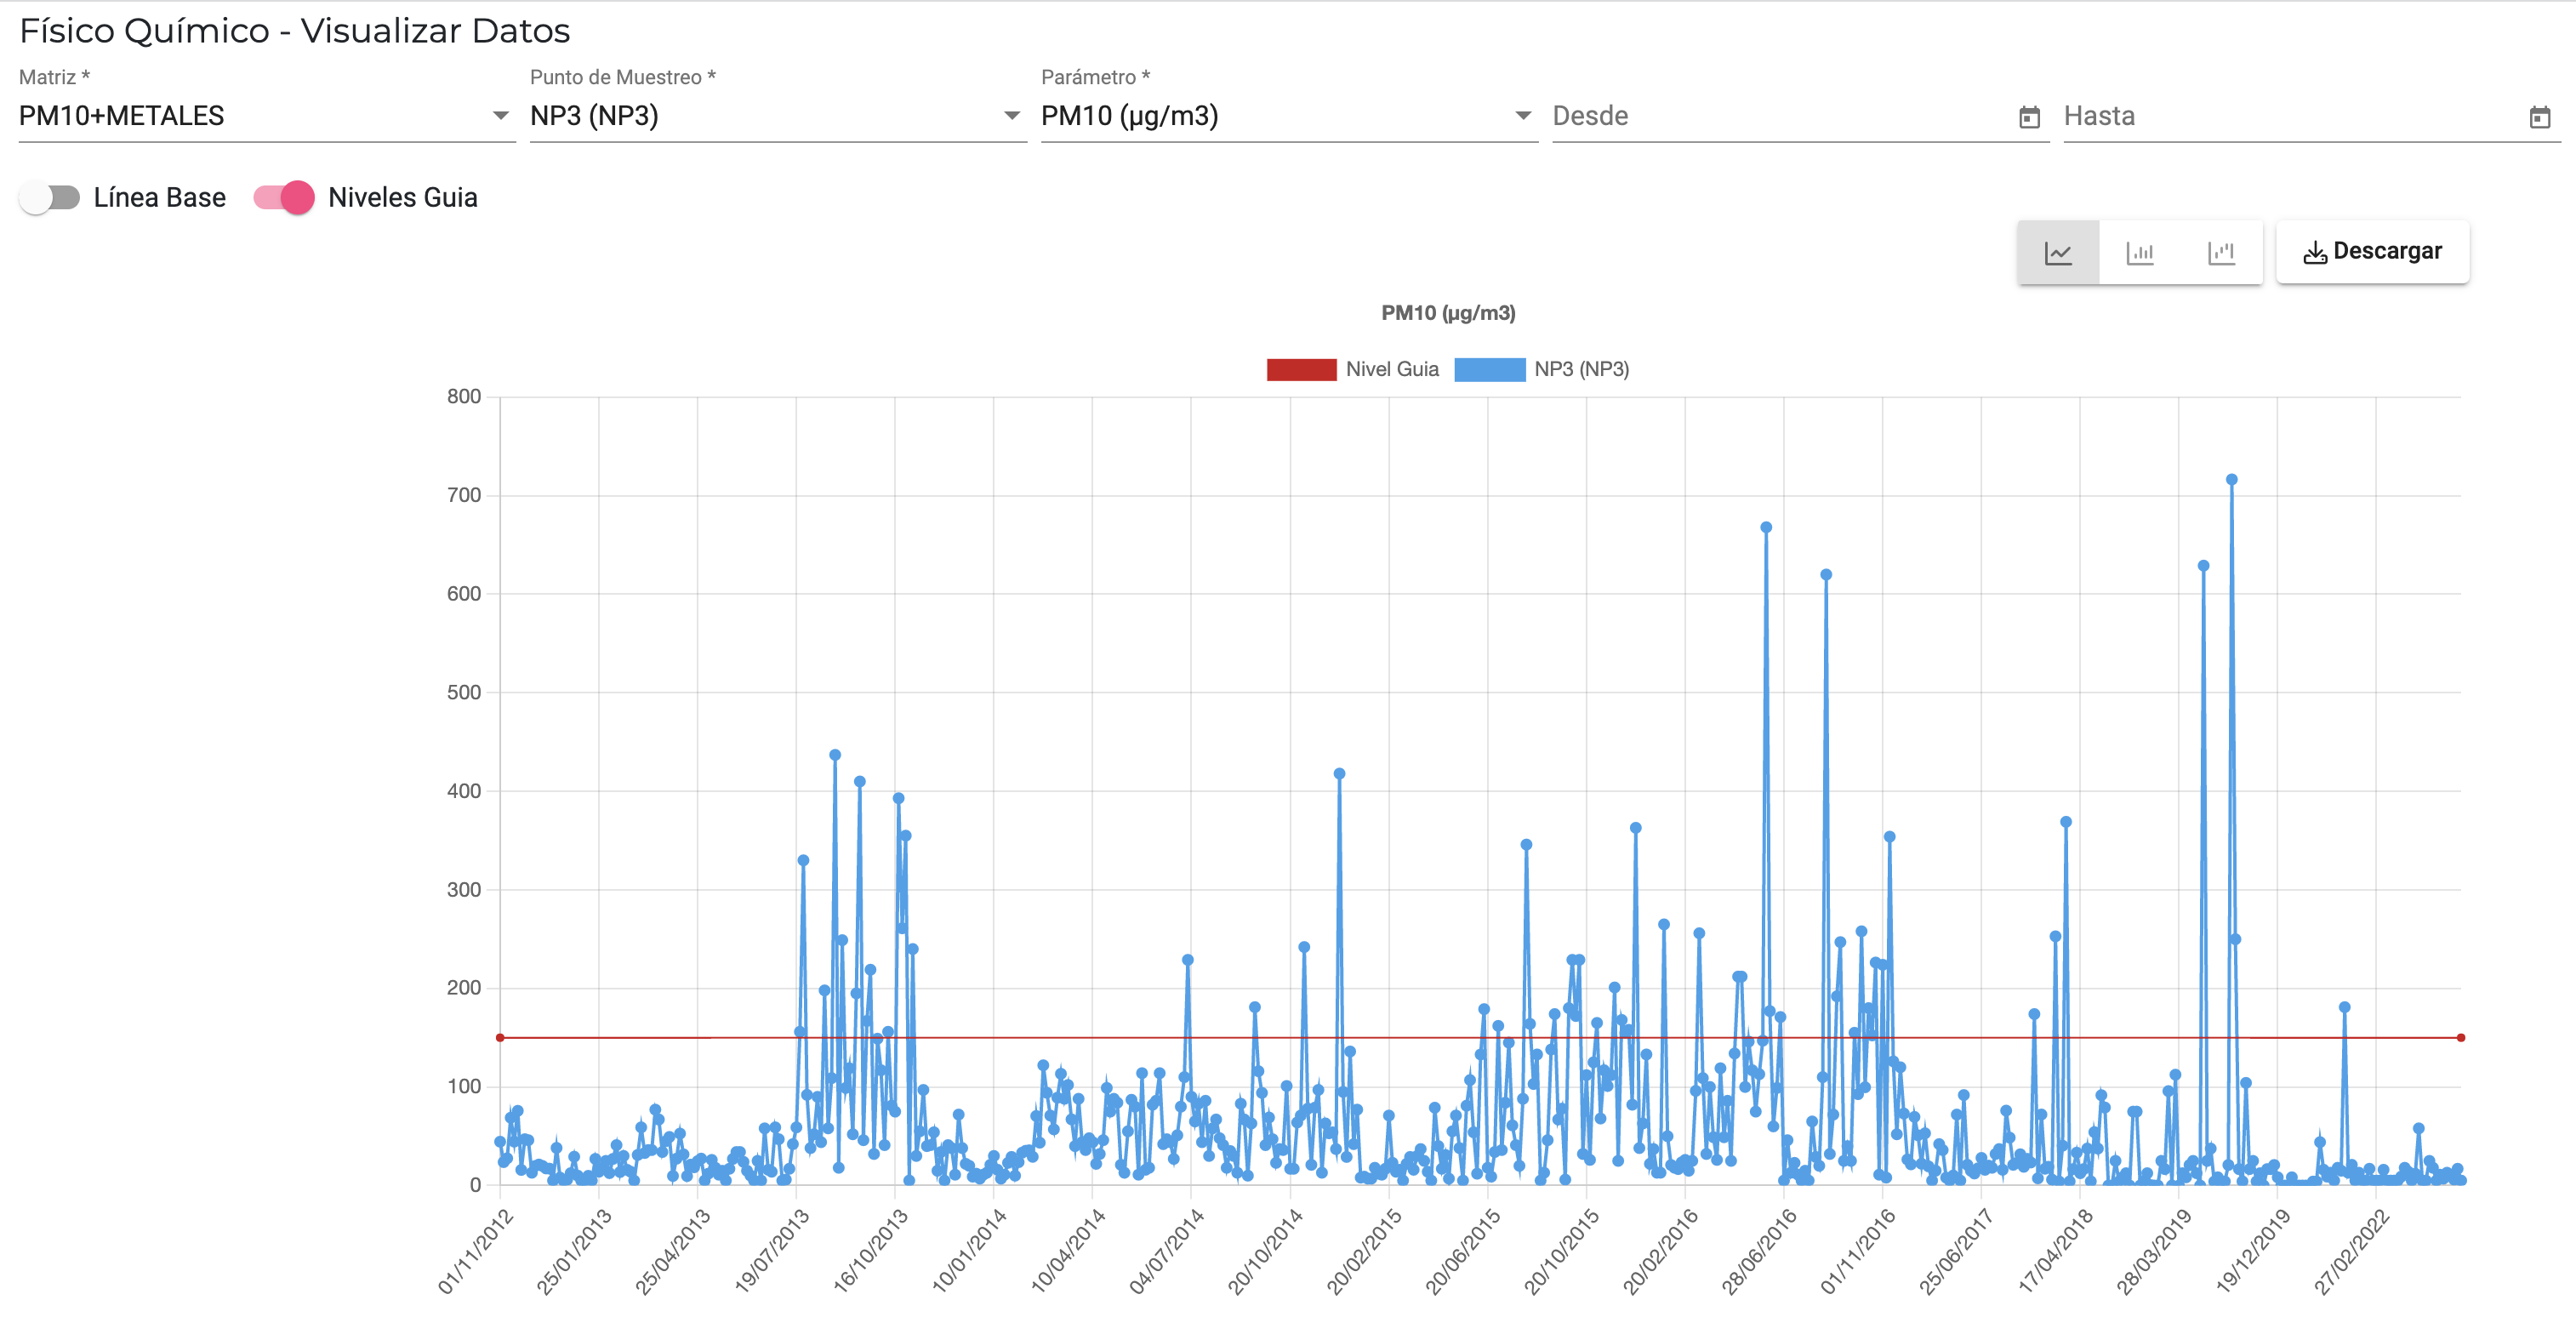 Físico Químico - Visualizar Datos
Matriz * Punto de Muestreo * Parámetro *
PM10+METALES NP3 (NP3) PM10 (µg/m3) Desde Hasta
Línea Base Niveles Guia
Descargar
PM10 (µg/m3)
Nivel Guia NP3 (NP3)
800
700
600
500
400
300
200
100
0
01/11/2012 25/01/2013 25/04/2013 19/07/2013 16/10/2013 10/01/2014 10/04/2014 04/07/2014 20/10/2014 20/02/2015 20/06/2015 20/10/2015 20/02/2016 28/06/2016 01/11/2016 25/06/2017 17/04/2018 28/03/2019 19/12/2019 27/02/2022